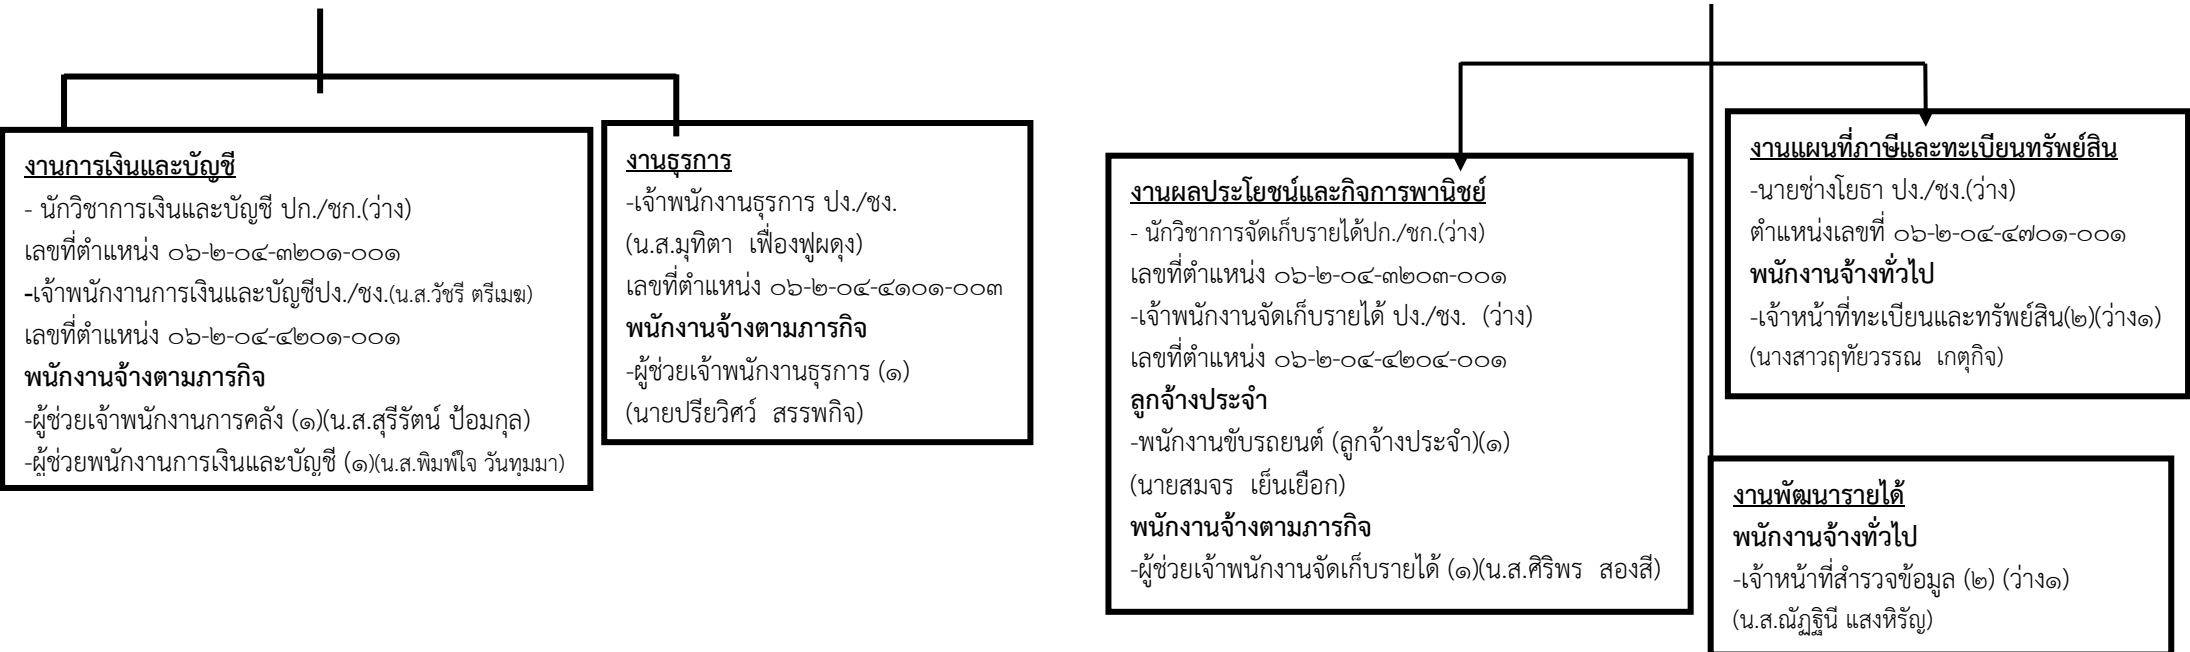 งานการเงินและบัญชี
- นักวิชาการเงินและบัญชี ปก./ชก.(ว่าง)
เลขที่ตำแหน่ง ๐๖-๒-๐๔-๓๒๐๑-๐๐๑
-เจ้าพนักงานการเงินและบัญชีปง./ชง.(น.ส.วัชรี ตรีเมฆ)
เลขที่ตำแหน่ง ๐๖-๒-๐๔-๔๒๐๑-๐๐๑
พนักงานจ้างตามภารกิจ
-ผู้ช่วยเจ้าพนักงานการคลัง (๑)(น.ส.สุรีรัตน์ ป้อมกุล)
-ผู้ช่วยพนักงานการเงินและบัญชี (๑)(น.ส.พิมพ์ใจ วันทุมมา)
งานธุรการ
-เจ้าพนักงานธุรการ ปง./ชง.
(น.ส.มุทิตา เฟื่องฟูผดุง)
เลขที่ตำแหน่ง ๐๖-๒-๐๔-๔๑๐๑-๐๐๓
พนักงานจ้างตามภารกิจ
-ผู้ช่วยเจ้าพนักงานธุรการ (๑)
(นายปรียวิศว์ สรรพกิจ)
งานผลประโยชน์และกิจการพานิชย์
- นักวิชาการจัดเก็บรายได้ปก./ชก.(ว่าง)
เลขที่ตำแหน่ง ๐๖-๒-๐๔-๓๒๐๓-๐๐๑
-เจ้าพนักงานจัดเก็บรายได้ ปง./ชง. (ว่าง)
เลขที่ตำแหน่ง ๐๖-๒-๐๔-๔๒๐๔-๐๐๑
ลูกจ้างประจำ
-พนักงานขับรถยนต์ (ลูกจ้างประจำ)(๑)
(นายสมจร เย็นเยือก)
พนักงานจ้างตามภารกิจ
-ผู้ช่วยเจ้าพนักงานจัดเก็บรายได้ (๑)(น.ส.ศิริพร สองสี)
งานแผนที่ภาษีและทะเบียนทรัพย์สิน
-นายช่างโยธา ปง./ชง.(ว่าง)
ตำแหน่งเลขที่ ๐๖-๒-๐๔-๔๗๐๑-๐๐๑
พนักงานจ้างทั่วไป
-เจ้าหน้าที่ทะเบียนและทรัพย์สิน(๒)(ว่าง๑)
(นางสาวฤทัยวรรณ เกตุกิจ)
งานพัฒนารายได้
พนักงานจ้างทั่วไป
-เจ้าหน้าที่สำรวจข้อมูล (๒) (ว่าง๑)
(น.ส.ณัฏฐินี แสงหิรัญ)